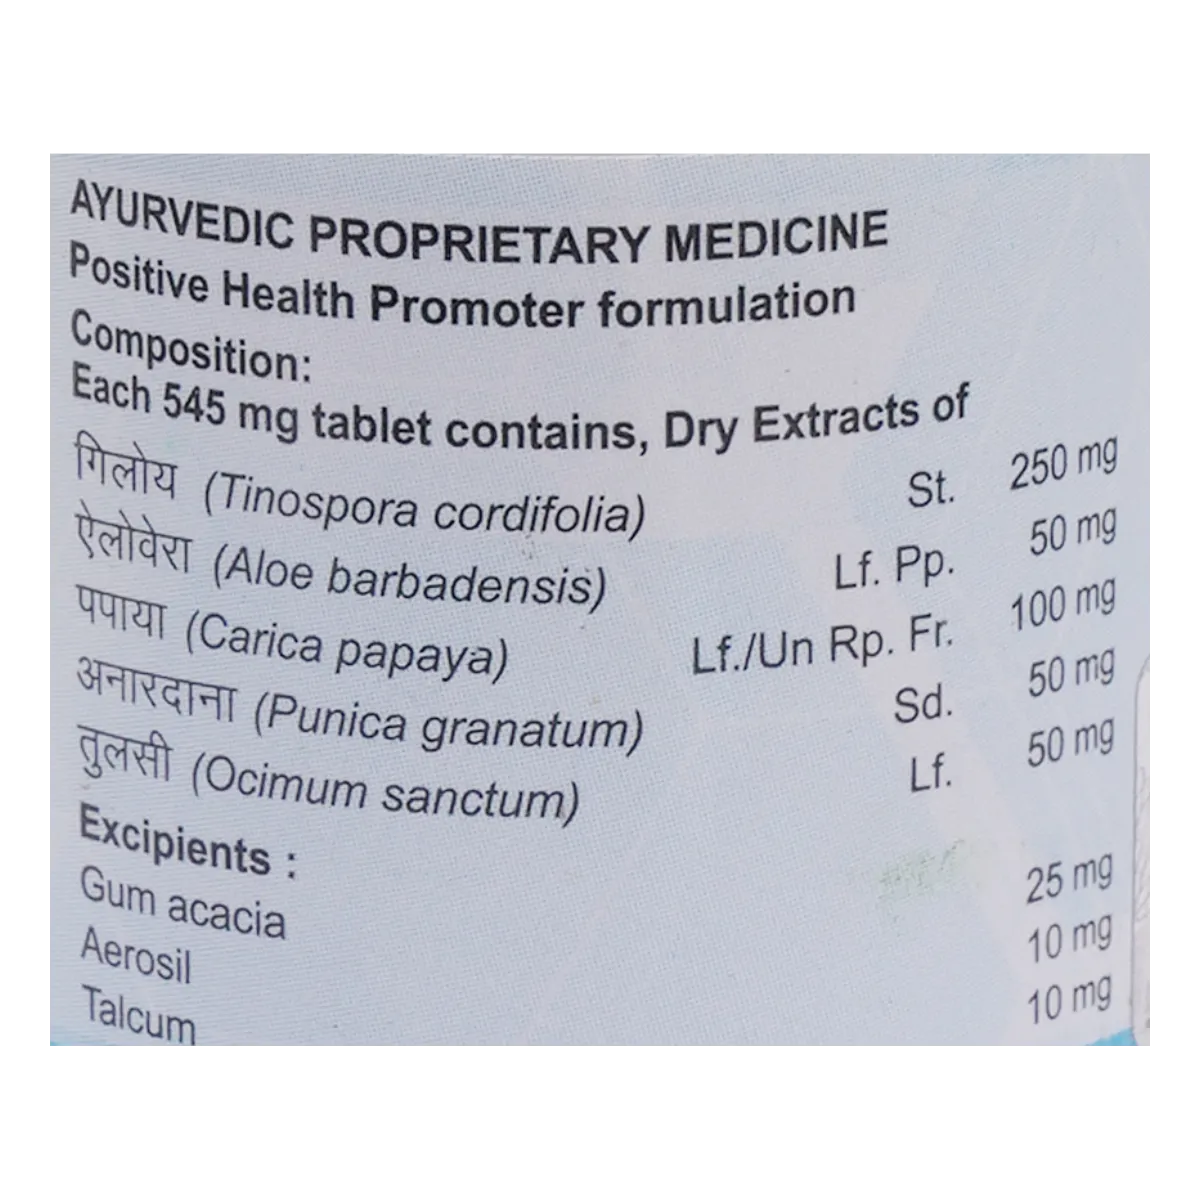 AYURVEDIC PROPRIETARY MEDICINE
Positive Health Promoter formulation
Composition:
Each 545 mg tablet contains, Dry Extracts of
गिलोय (Tinospora cordifolia) St. 250 mg
ऐलोवेरा (Aloe barbadensis) Lf. Pp. 50 mg
पपाया (Carica papaya) Lf./Un Rp. Fr. 100 mg
अनारदाना (Punica granatum) Sd. 50 mg
तुलसी (Ocimum sanctum) Lf. 50 mg
Excipients :
Gum acacia 25 mg
Aerosil 10 mg
Talcum 10 mg